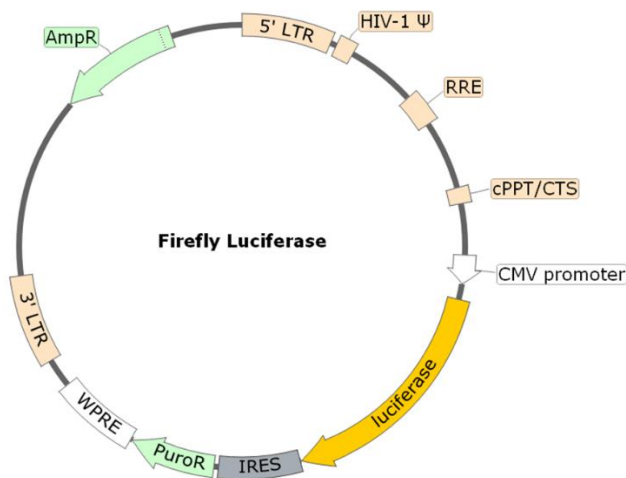 AmpR
5' LTR
HIV-1 Ψ
RRE
cPPT/CTS
Firefly Luciferase
CMV promoter
luciferase
IRES
PuroR
WPRE
3' LTR